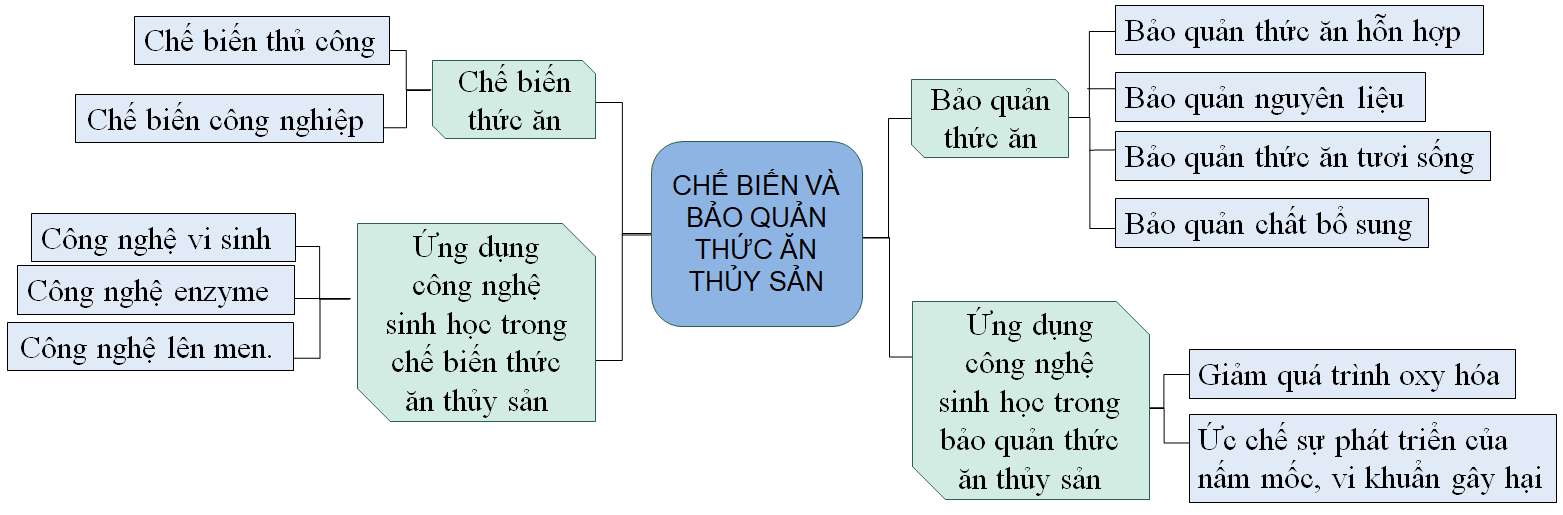 Chế biến thủ công
Chế biến công nghiệp
Chế biến
thức ăn
Công nghệ vi sinh
Công nghệ enzyme
Công nghệ lên men.
Ứng dụng
công nghệ
sinh học trong
chế biến thức
ăn thủy sản
CHẾ BIẾN VÀ
BẢO QUẢN
THỨC ĂN
THỦY SẢN
Bảo quản
thức ăn
Bảo quản thức ăn hỗn hợp
Bảo quản nguyên liệu
Bảo quản thức ăn tươi sống
Bảo quản chất bổ sung
Ứng dụng
công nghệ
sinh học trong
bảo quản thức
ăn thủy sản
Giảm quá trình oxy hóa
Ức chế sự phát triển của
nấm mốc, vi khuẩn gây hại